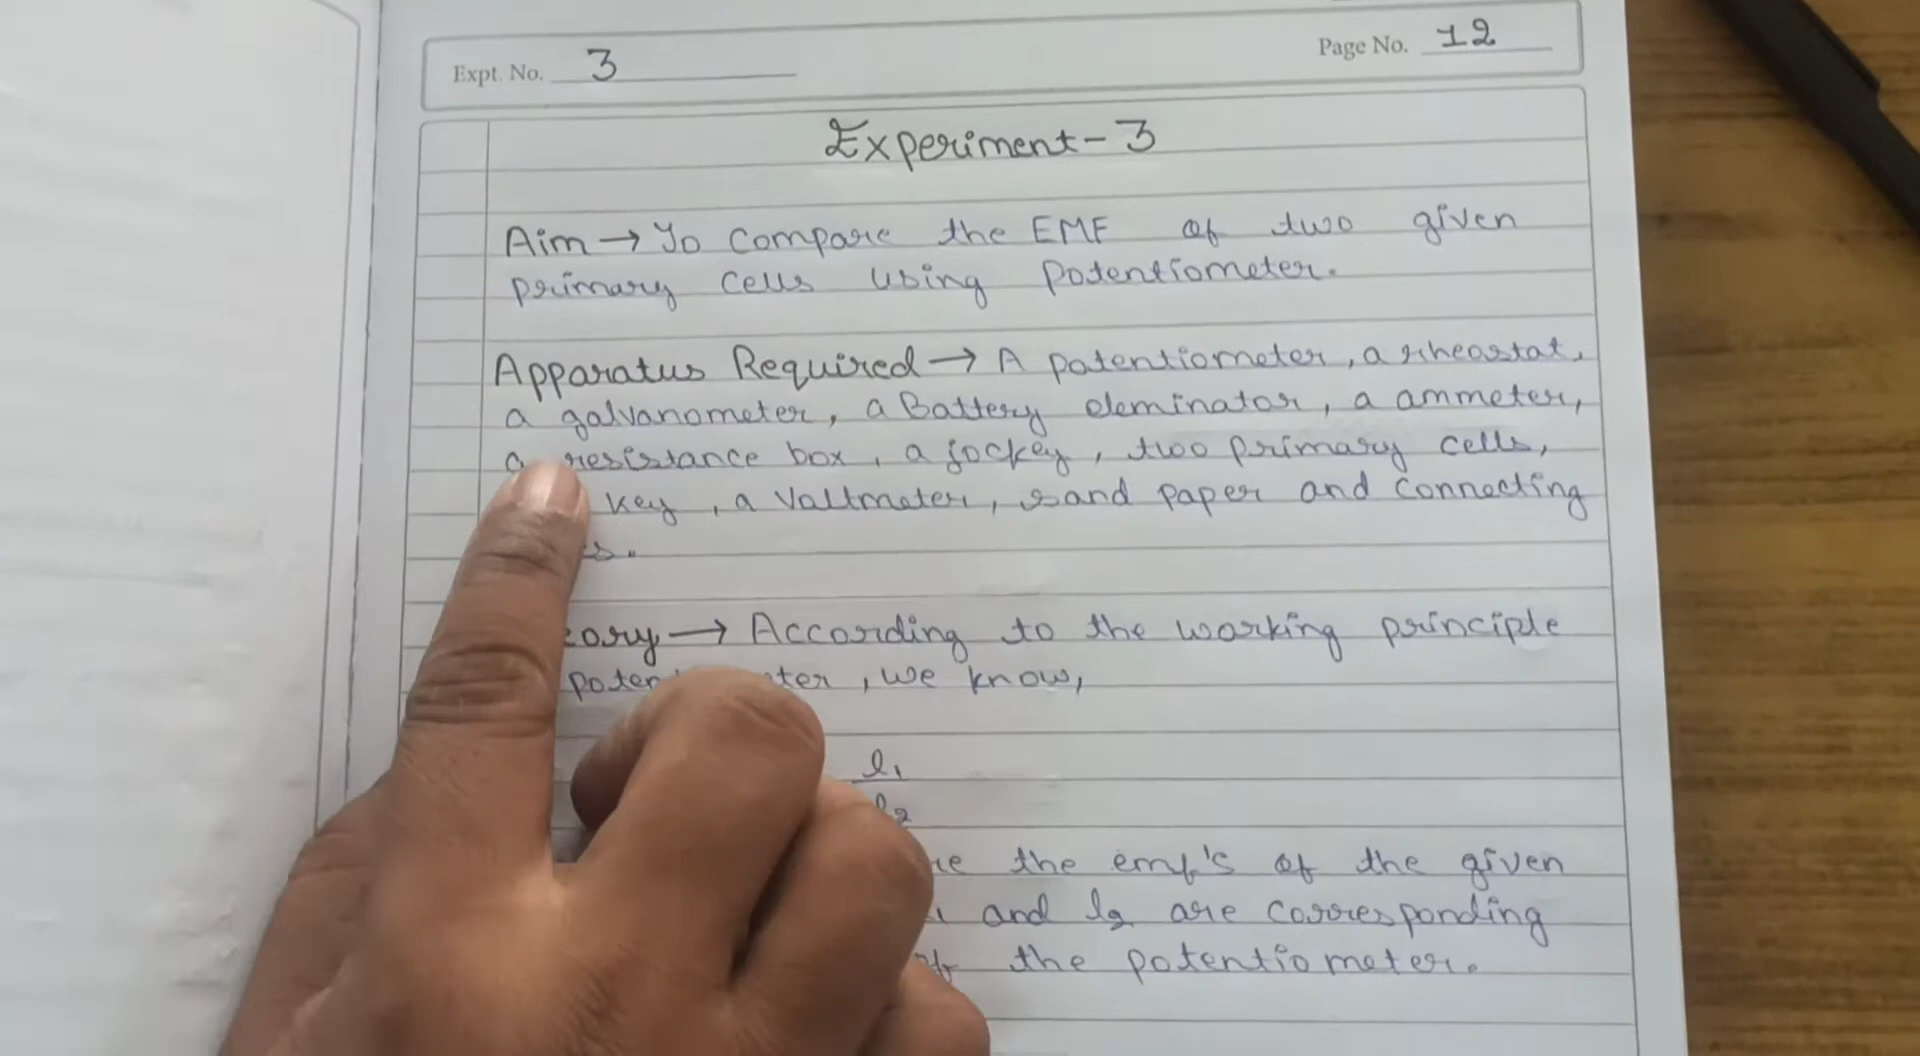 Expt. No. 3
Page No. 12
Experiment-3
Aim → To compare the EMF of two given
primary cells using Potentiometer.
Apparatus Required → A potentiometer, a rheostat,
a galvanometer, a Battery eleminator, a ammeter,
a resistance box, a jockey, two primary cells,
key, a Voltmeter, sand paper and connecting
→ According to the working principle
, we know,
l₁
l₂
the emf's of the given
and l₂ are corresponding
the potentiometer.